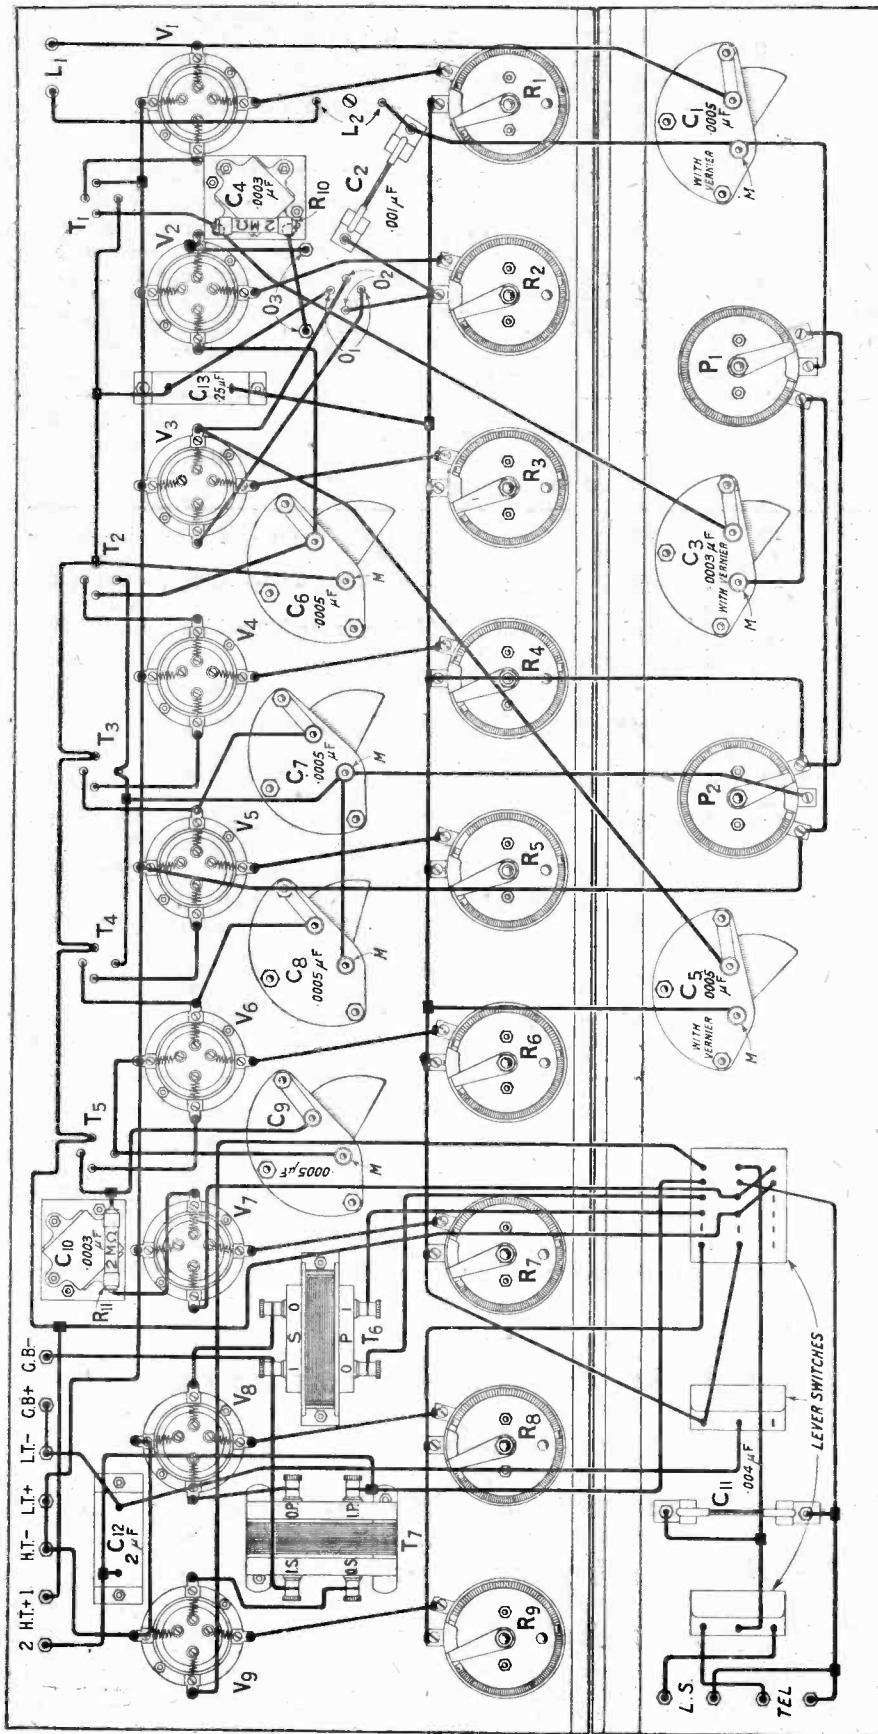 L1
V1
T1
V2
V3
T2
V4
T3
V5
T4
V6
T5
V7
V8
V9
C4
.0003
µF
2 MΩ
R10
L2
C2
.001 µF
O3
O2
O1
C13
.25 µF
C6
.0005
µF
M
C7
.0005
µF
M
C8
.0005 µF
M
C9
.0005 µF
M
C10
.0003
µF
2 MΩ
R11
G.B-
G.B+
L.T.-
L.T.+
H.T.-
H.T.+1
2
C12
2 µF
I
S
O
O
P
I
T6
O.P.
I.P.
I.S.
O.S.
T7
R1
R2
R3
R4
R5
R6
R7
R8
R9
C1
.0005
µF
WITH
VERNIER
M
P1
C3
.0003 µF
WITH VERNIER
M
P2
C5
.0005
µF
WITH
VERNIER
M
LEVER SWITCHES
C11
.004 µF
L.S.
TEL